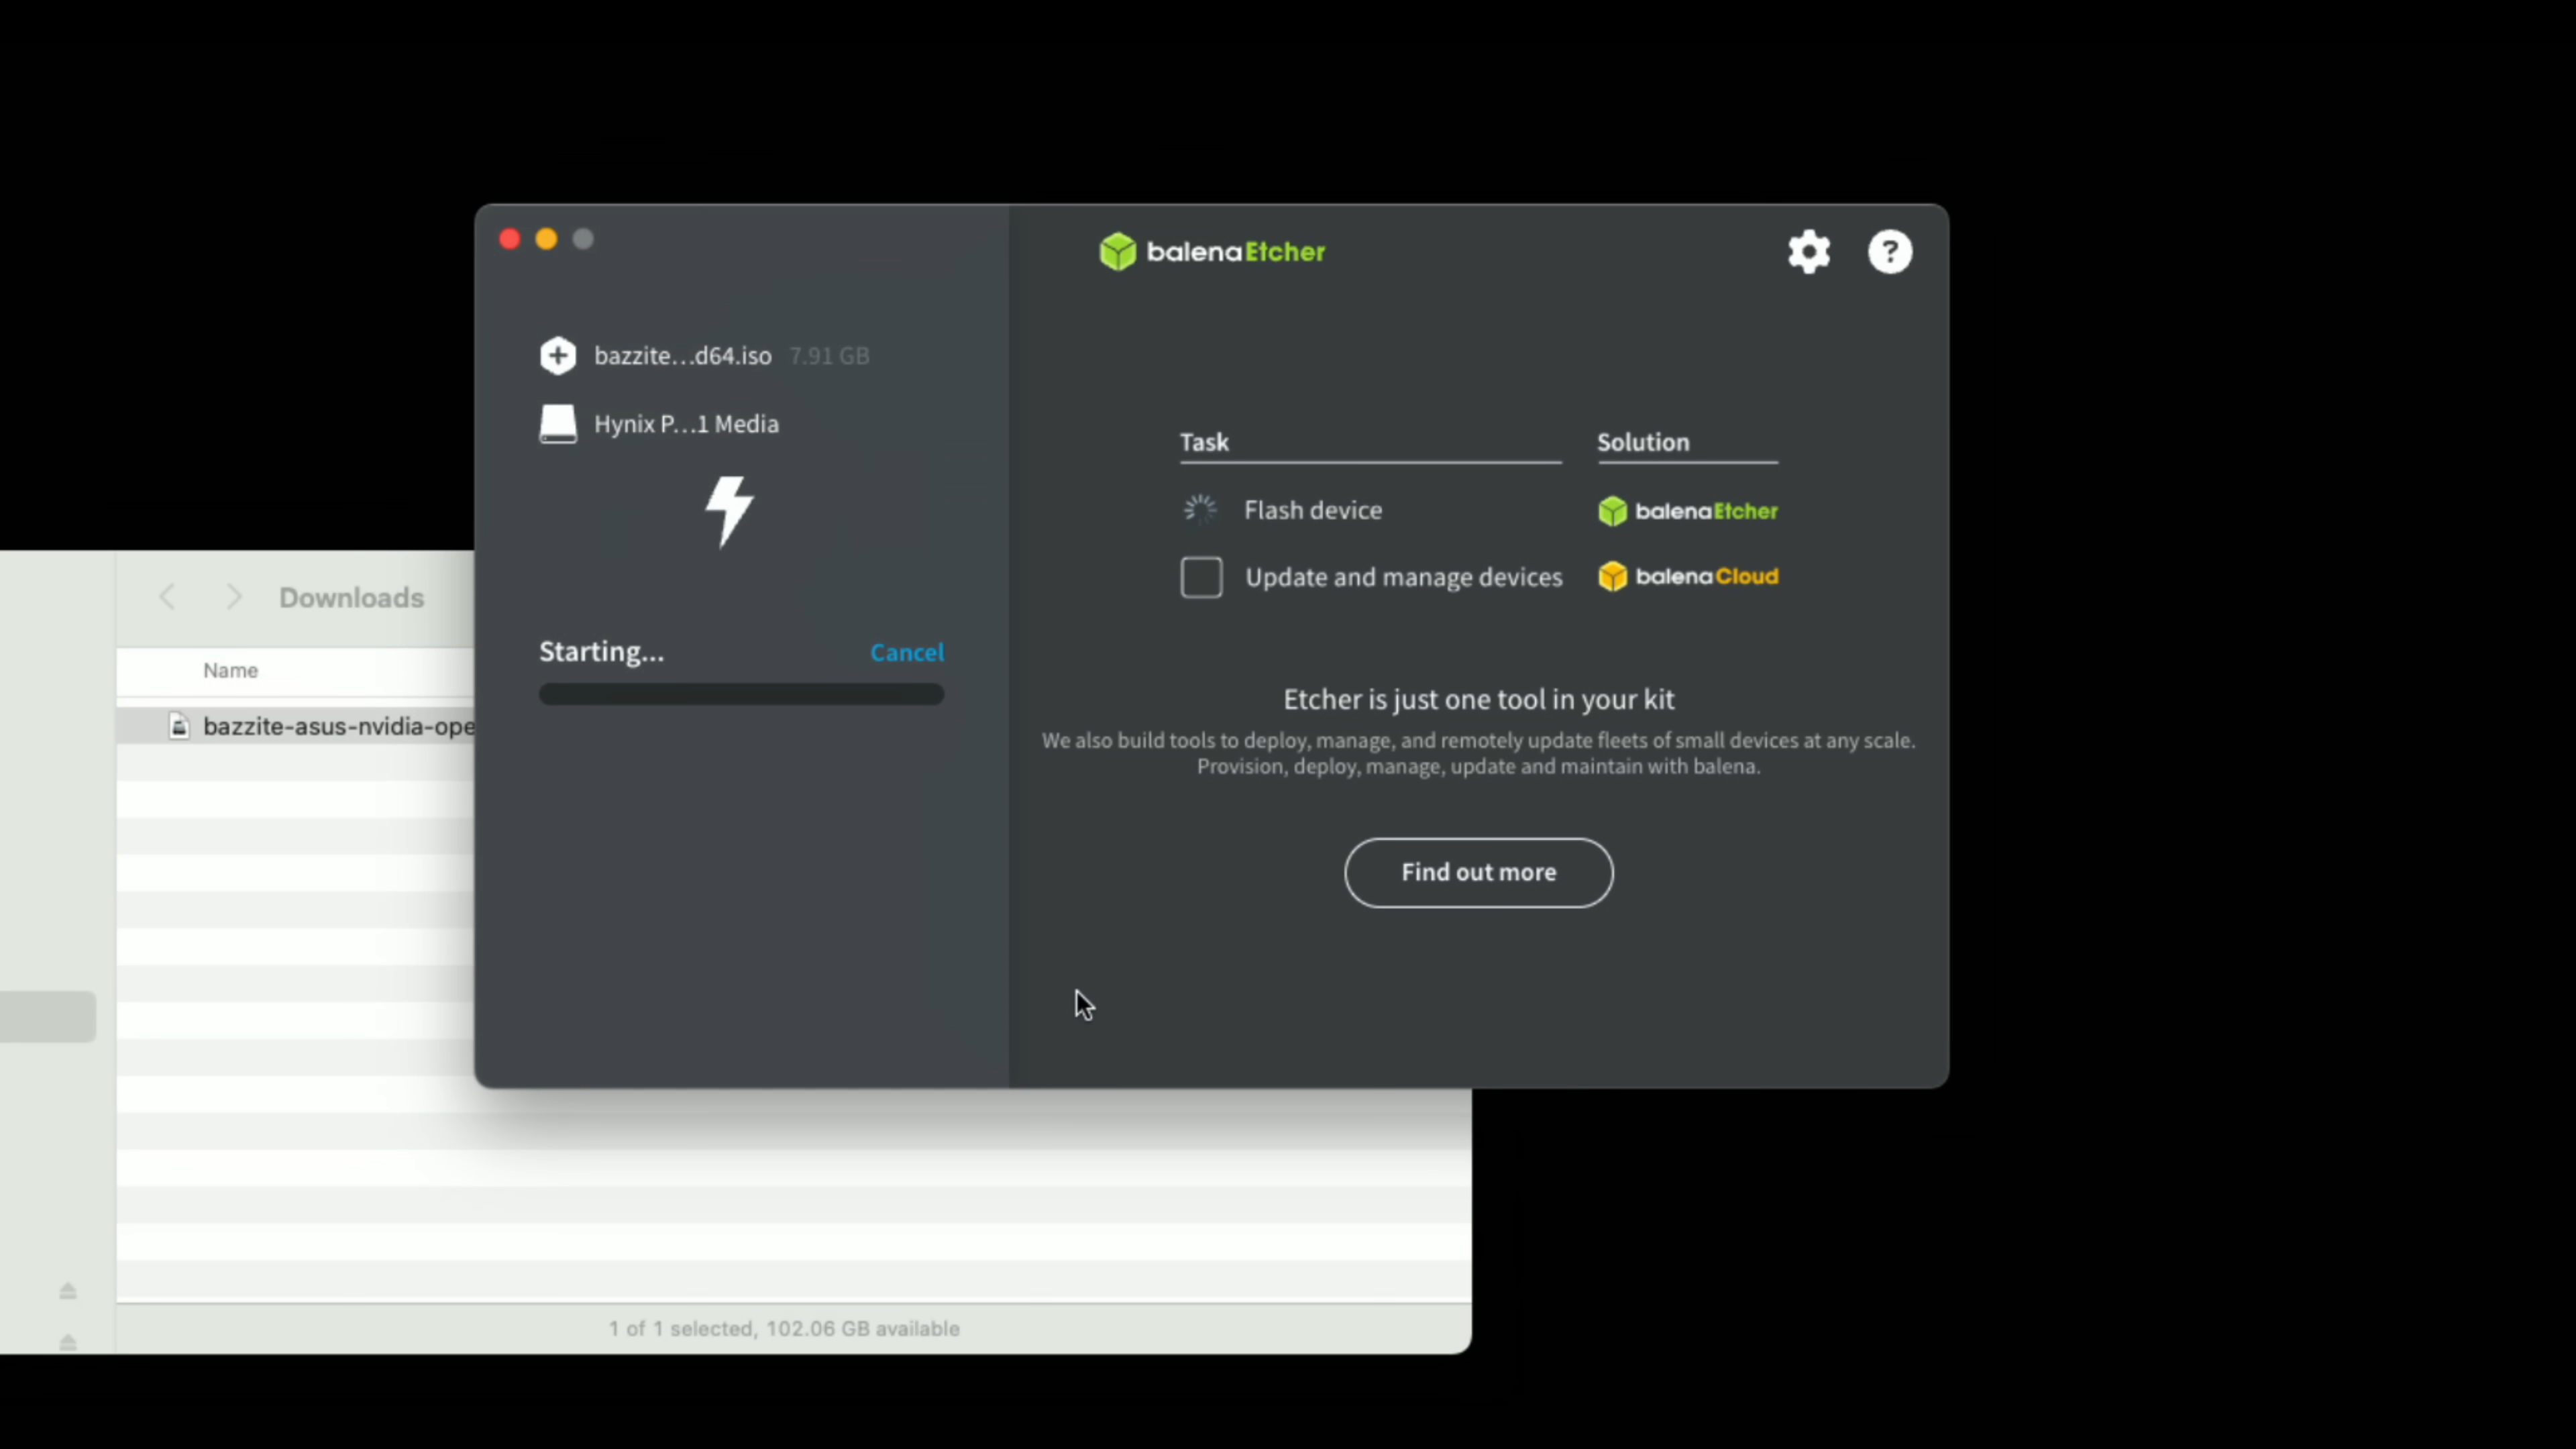 balenaEtcher
?
bazzite...d64.iso 7.91 GB
Hynix P...1 Media
Task Solution
Flash device balenaEtcher
Update and manage devices balenaCloud
Starting... Cancel
Etcher is just one tool in your kit
We also build tools to deploy, manage, and remotely update fleets of small devices at any scale.
Provision, deploy, manage, update and maintain with balena.
Find out more
Downloads
Name
bazzite-asus-nvidia-ope
1 of 1 selected, 102.06 GB available